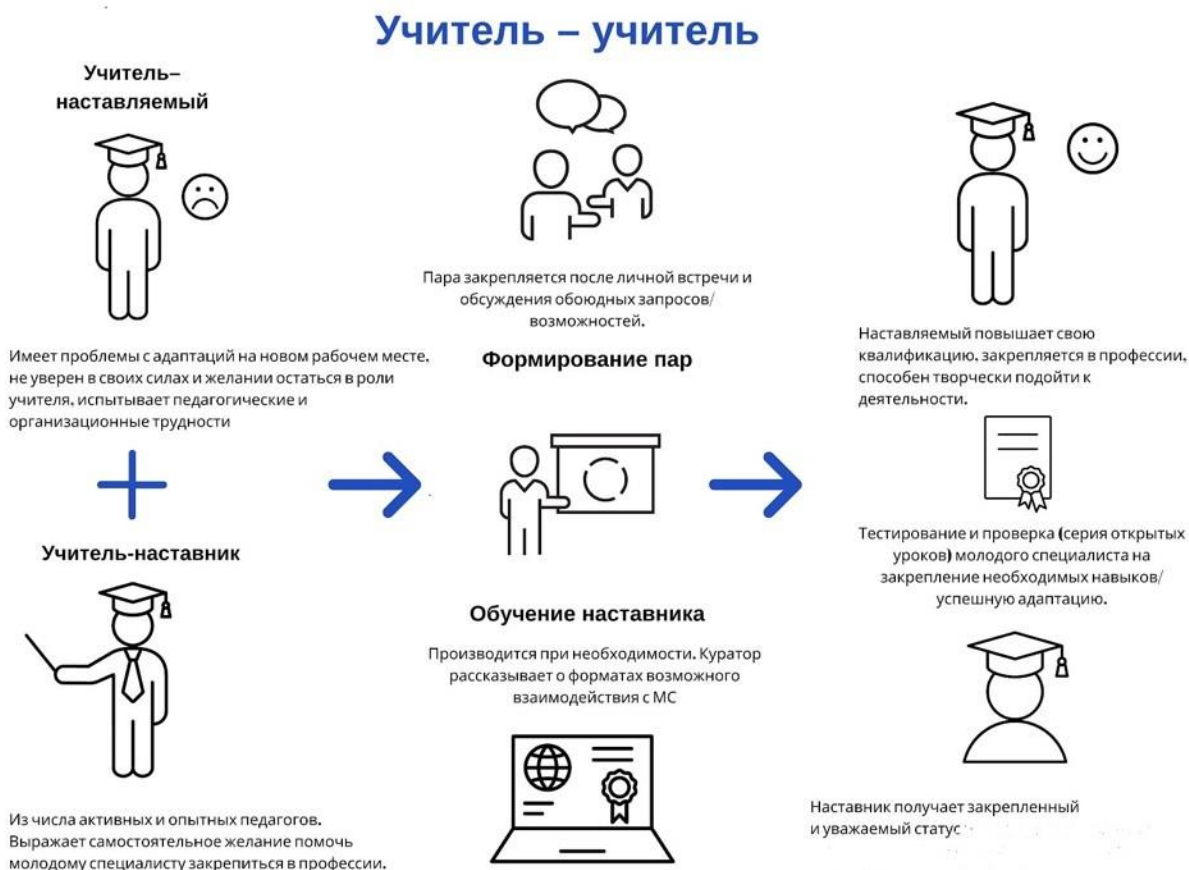 Учитель – учитель
Учитель–
наставляемый
Имеет проблемы с адаптаций на новом рабочем месте,
не уверен в своих силах и желании остаться в роли
учителя, испытывает педагогические и
организационные трудности
Учитель-наставник
Из числа активных и опытных педагогов.
Выражает самостоятельное желание помочь
молодому специалисту закрепиться в профессии.
Пара закрепляется после личной встречи и
обсуждения обоюдных запросов/
возможностей.
Формирование пар
Обучение наставника
Производится при необходимости. Куратор
рассказывает о форматах возможного
взаимодействия с МС
Наставляемый повышает свою
квалификацию, закрепляется в профессии,
способен творчески подойти к
деятельности.
Тестирование и проверка (серия открытых
уроков) молодого специалиста на
закрепление необходимых навыков/
успешную адаптацию.
Наставник получает закрепленный
и уважаемый статус